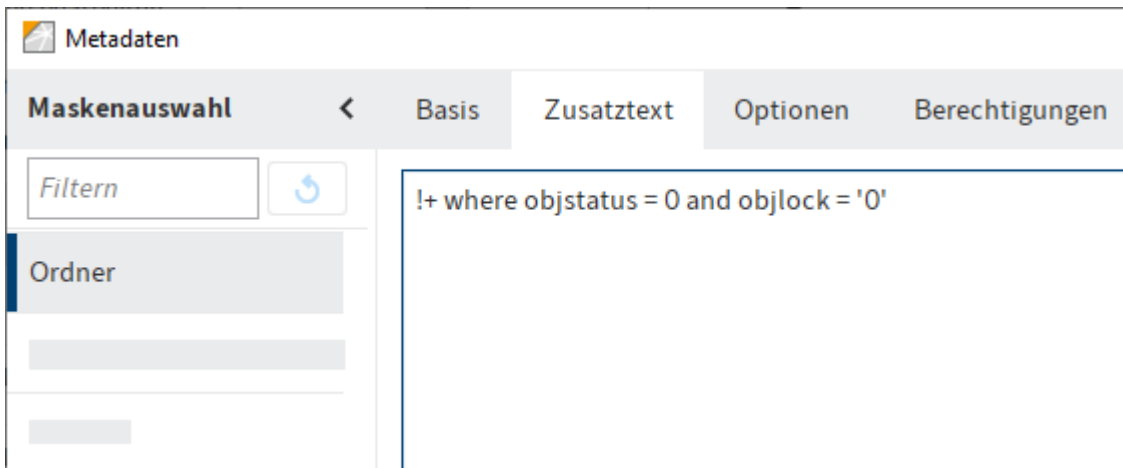 Metadaten
Maskenauswahl
Basis
Zusatztext
Optionen
Berechtigungen
Filtern
!+ where objstatus = 0 and objlock = '0'
Ordner